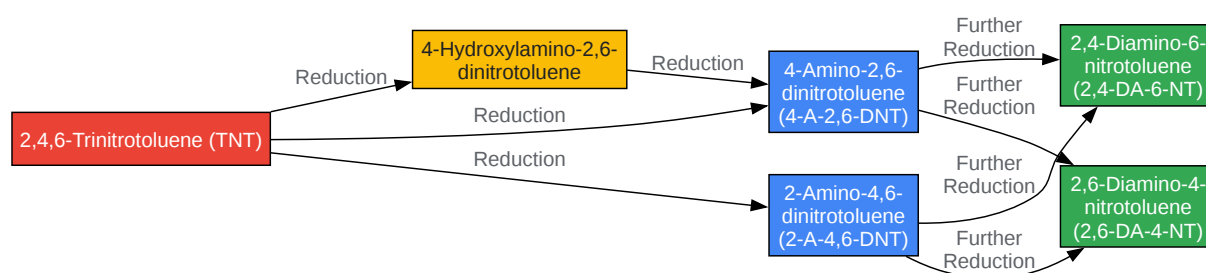 2,4,6-Trinitrotoluene (TNT)
Reduction
4-Hydroxylamino-2,6-
dinitrotoluene
Reduction
Reduction
Reduction
4-Amino-2,6-
dinitrotoluene
(4-A-2,6-DNT)
2-Amino-4,6-
dinitrotoluene
(2-A-4,6-DNT)
Further
Reduction
Further
Reduction
Further
Reduction
Further
Reduction
2,4-Diamino-6-
nitrotoluene
(2,4-DA-6-NT)
2,6-Diamino-4-
nitrotoluene
(2,6-DA-4-NT)